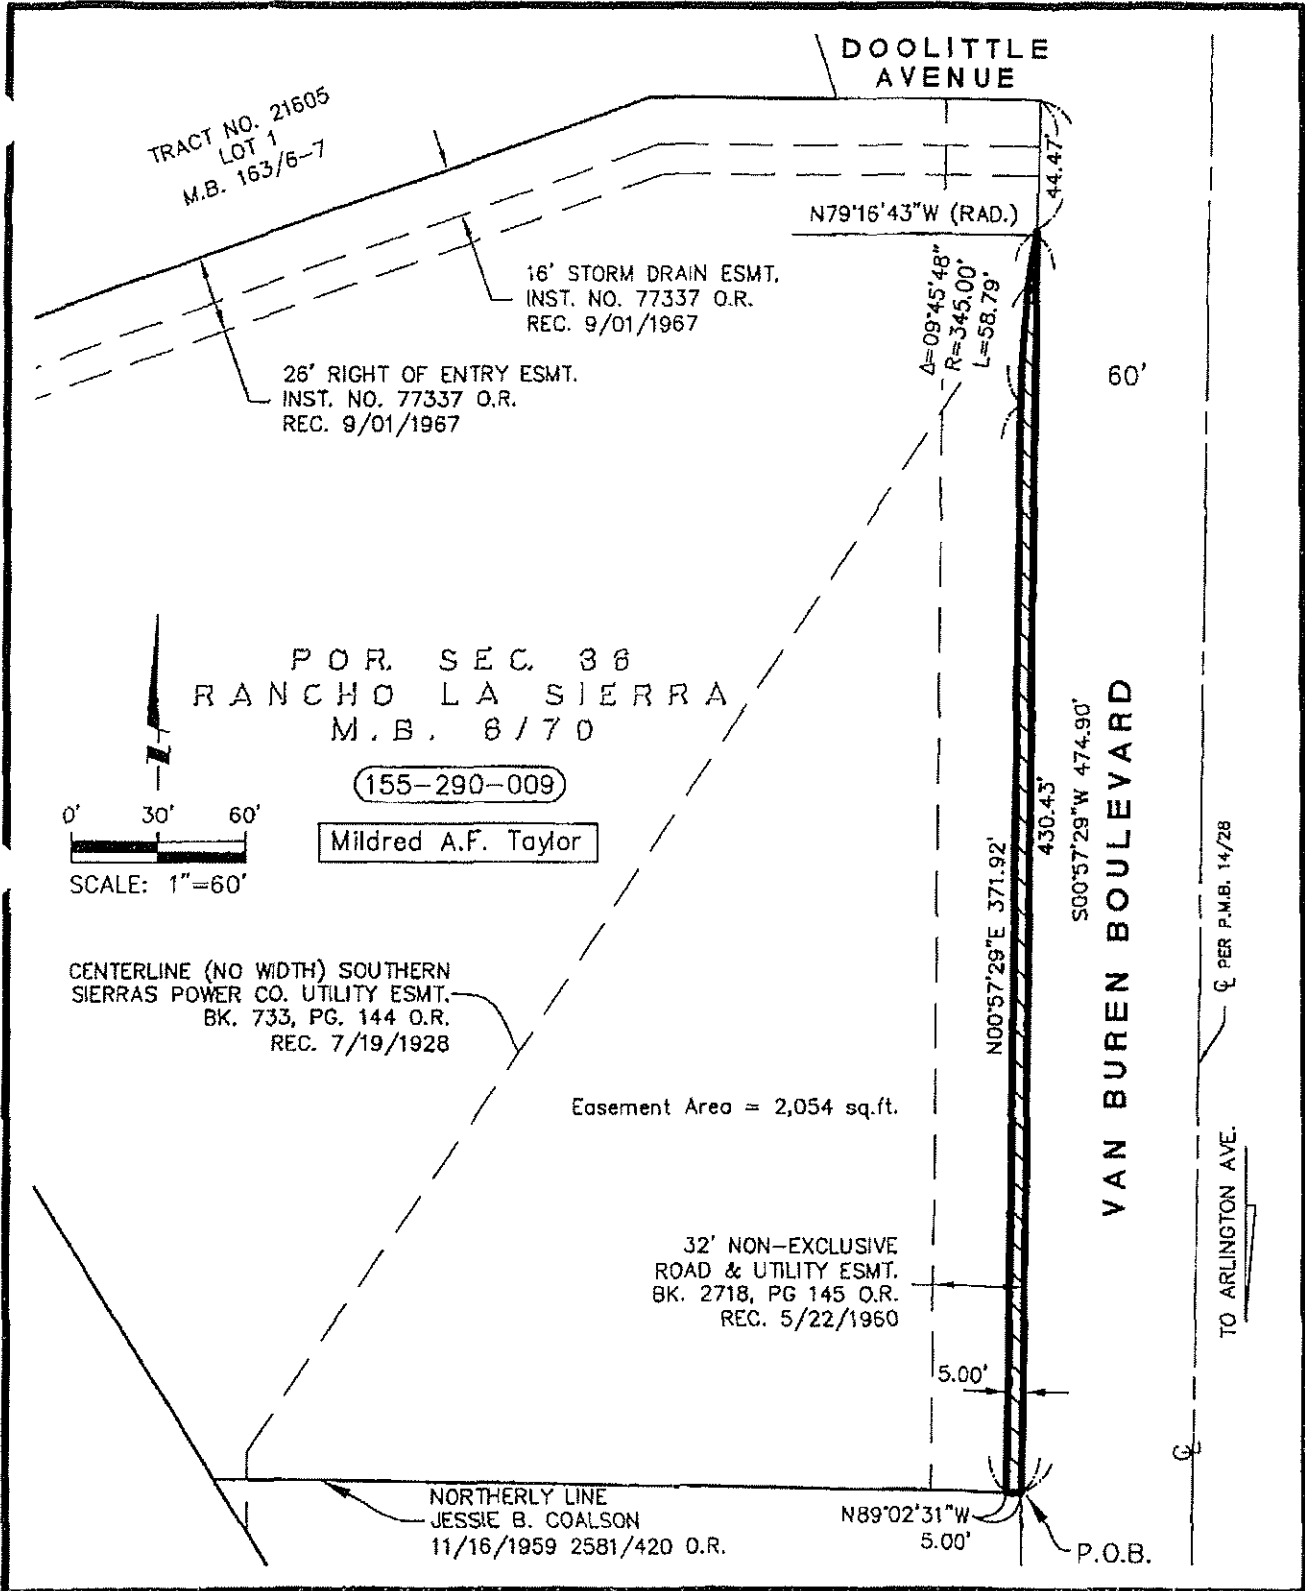 DOOLITTLE
AVENUE
TRACT NO. 21605
LOT 1
M.B. 163/6-7
44.47'
N79°16'43"W (RAD.)
16' STORM DRAIN ESMT.
INST. NO. 77337 O.R.
REC. 9/01/1967
Δ=09°45'48"
R=345.00'
L=58.79'
26' RIGHT OF ENTRY ESMT.
INST. NO. 77337 O.R.
REC. 9/01/1967
60'
POR. SEC. 36
RANCHO LA SIERRA
M.B. 6/70
155-290-009
Mildred A.F. Taylor
0' 30' 60'
SCALE: 1"=60'
N00°57'29"E 371.92'
430.43'
S00°57'29"W 474.90'
VAN BUREN BOULEVARD
℄ PER P.M.B. 14/28
CENTERLINE (NO WIDTH) SOUTHERN
SIERRAS POWER CO. UTILITY ESMT.
BK. 733, PG. 144 O.R.
REC. 7/19/1928
Easement Area = 2,054 sq.ft.
TO ARLINGTON AVE.
32' NON-EXCLUSIVE
ROAD & UTILITY ESMT.
BK. 2718, PG 145 O.R.
REC. 5/22/1960
5.00'
℄
NORTHERLY LINE
JESSIE B. COALSON
11/16/1959 2581/420 O.R.
N89°02'31"W
5.00'
P.O.B.